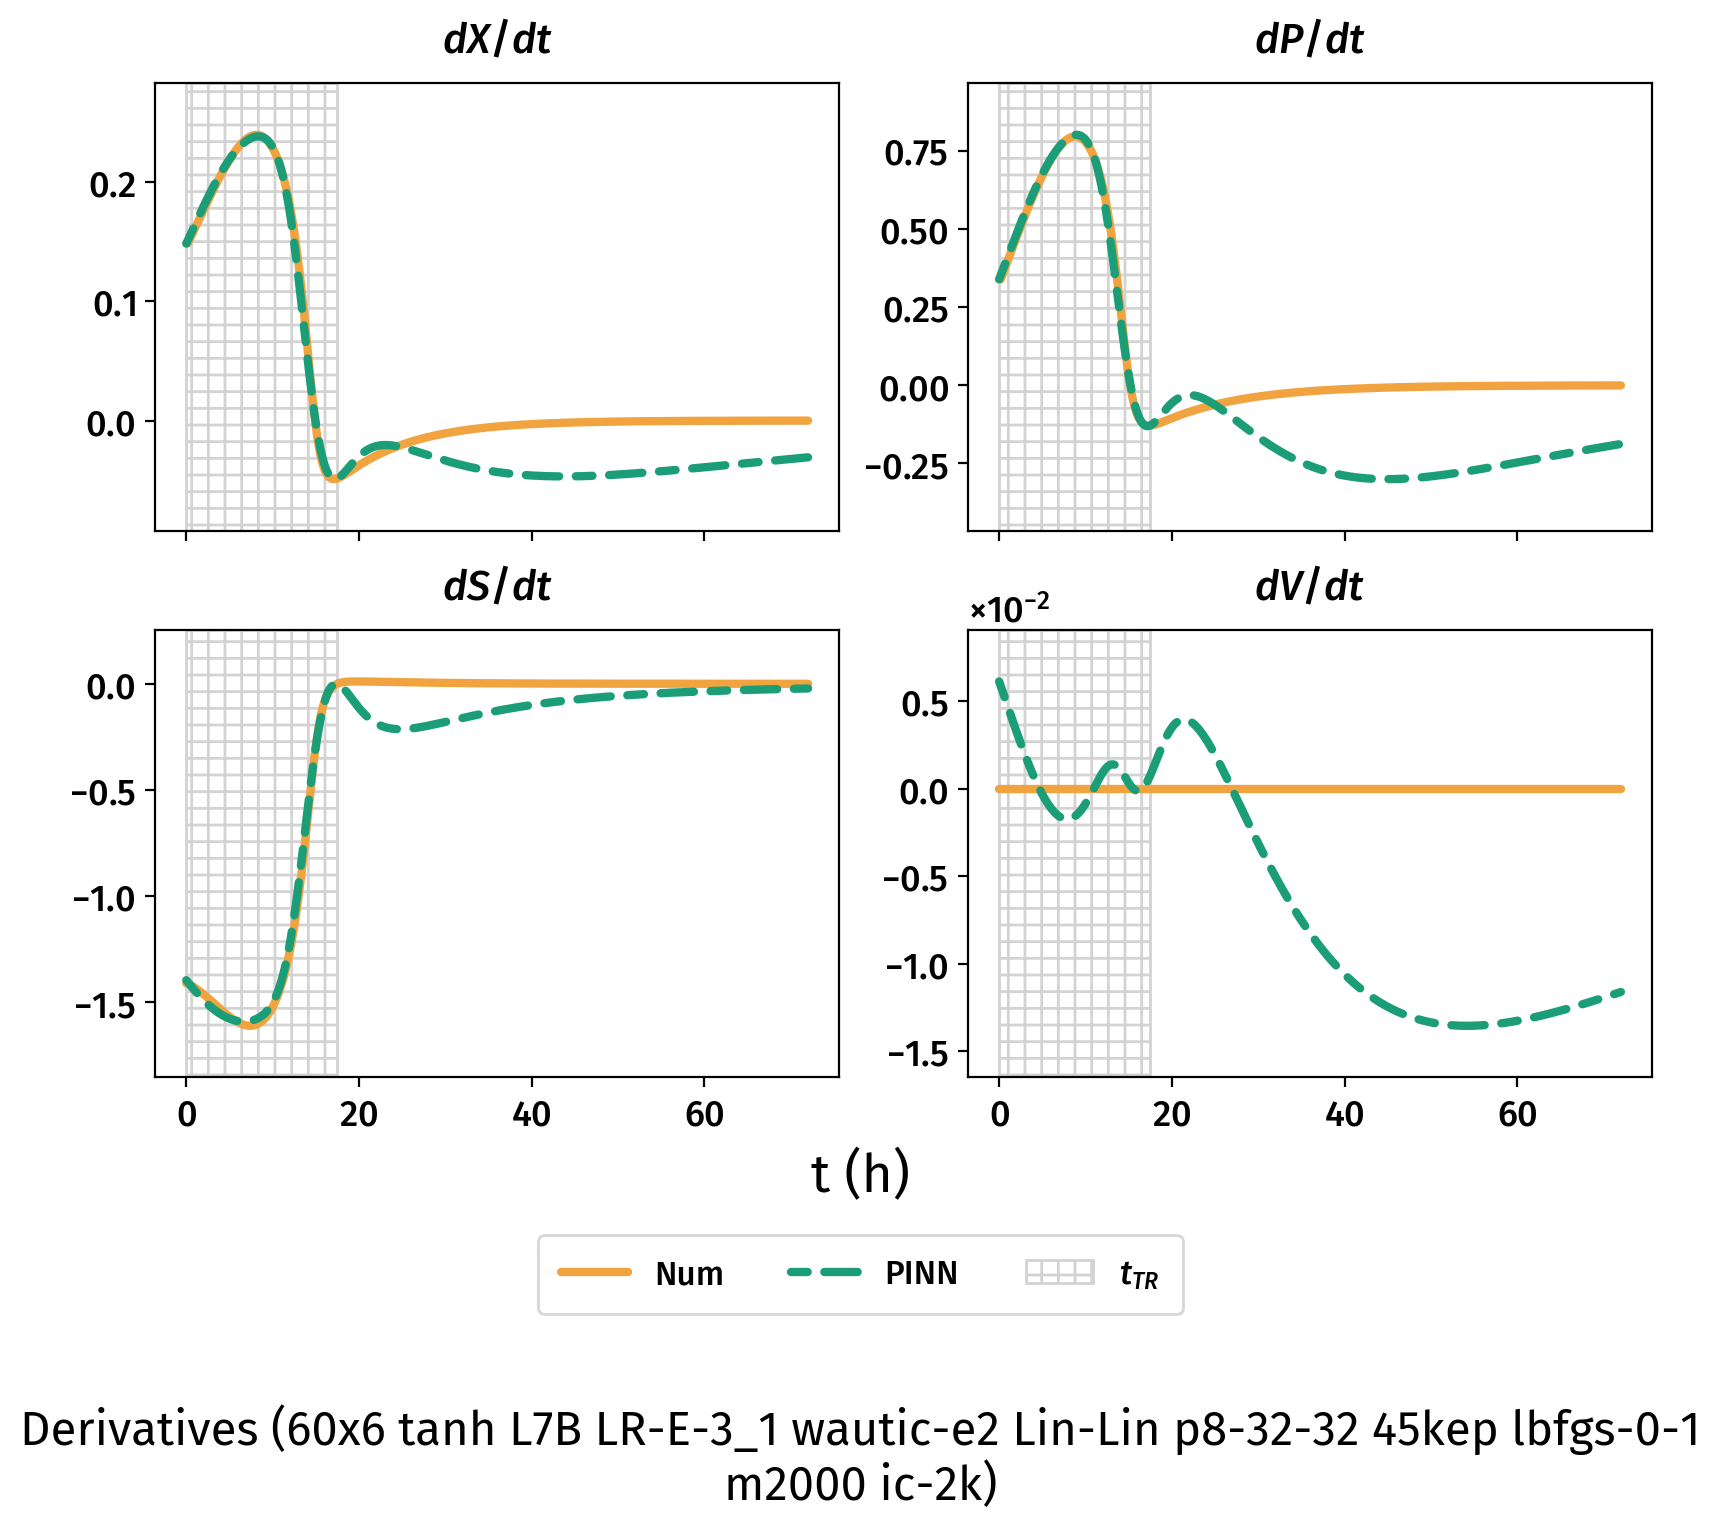 dX/dt
dP/dt
0.2
0.1
0.0
0.75
0.50
0.25
0.00
−0.25
dS/dt
dV/dt
×10⁻²
0.0
−0.5
−1.0
−1.5
0.5
0.0
−0.5
−1.0
−1.5
0 20 40 60
0 20 40 60
t (h)
Num PINN t_TR
Derivatives (60x6 tanh L7B LR-E-3_1 wautic-e2 Lin-Lin p8-32-32 45kep lbfgs-0-1
m2000 ic-2k)